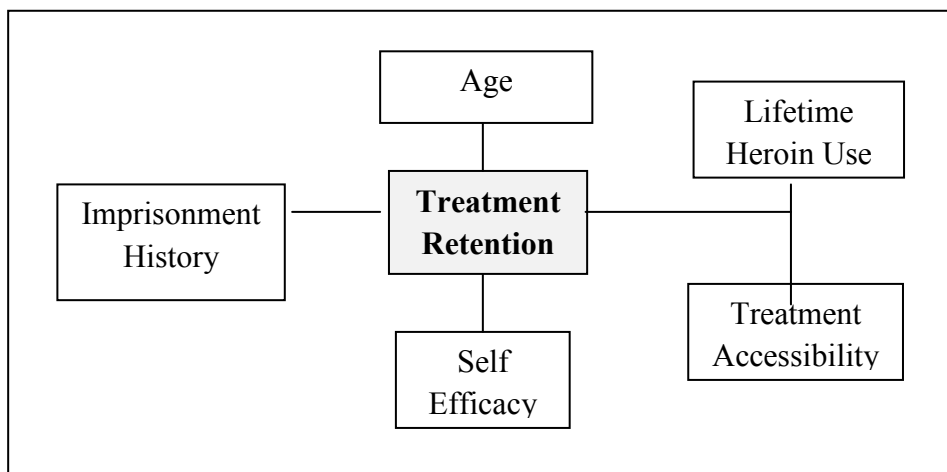 Age
Lifetime
Heroin Use
Imprisonment
History
Treatment
Retention
Self
Efficacy
Treatment
Accessibility